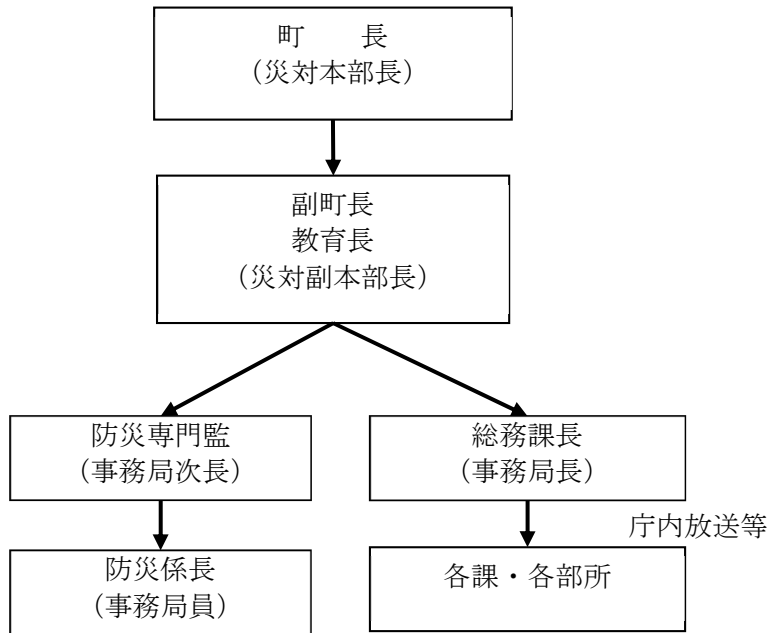 町　　長
（災対本部長）
副町長
教育長
（災対副本部長）
防災専門監
（事務局次長）
総務課長
（事務局長）
庁内放送等
防災係長
（事務局員）
各課・各部所